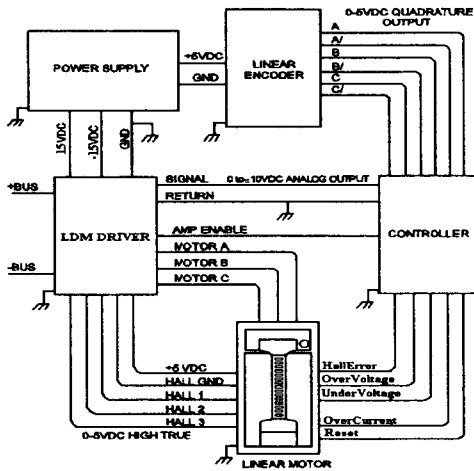 0-5VDC QUADRATURE
OUTPUT
A
A/
B
B/
C
C/
+5VDC
GND
POWER SUPPLY
LINEAR
ENCODER
15VDC
-15VDC
GND
SIGNAL
0 to±10VDC ANALOG OUTPUT
RETURN
+BUS
LDM DRIVER
AMP ENABLE
CONTROLLER
MOTOR A
MOTOR B
MOTOR C
-BUS
+5 VDC
HALL GND
HALL 1
HALL 2
HALL 3
0-5VDC HIGH TRUE
HallError
OverVoltage
UnderVoltage
OverCurrent
Reset
LINEAR MOTOR